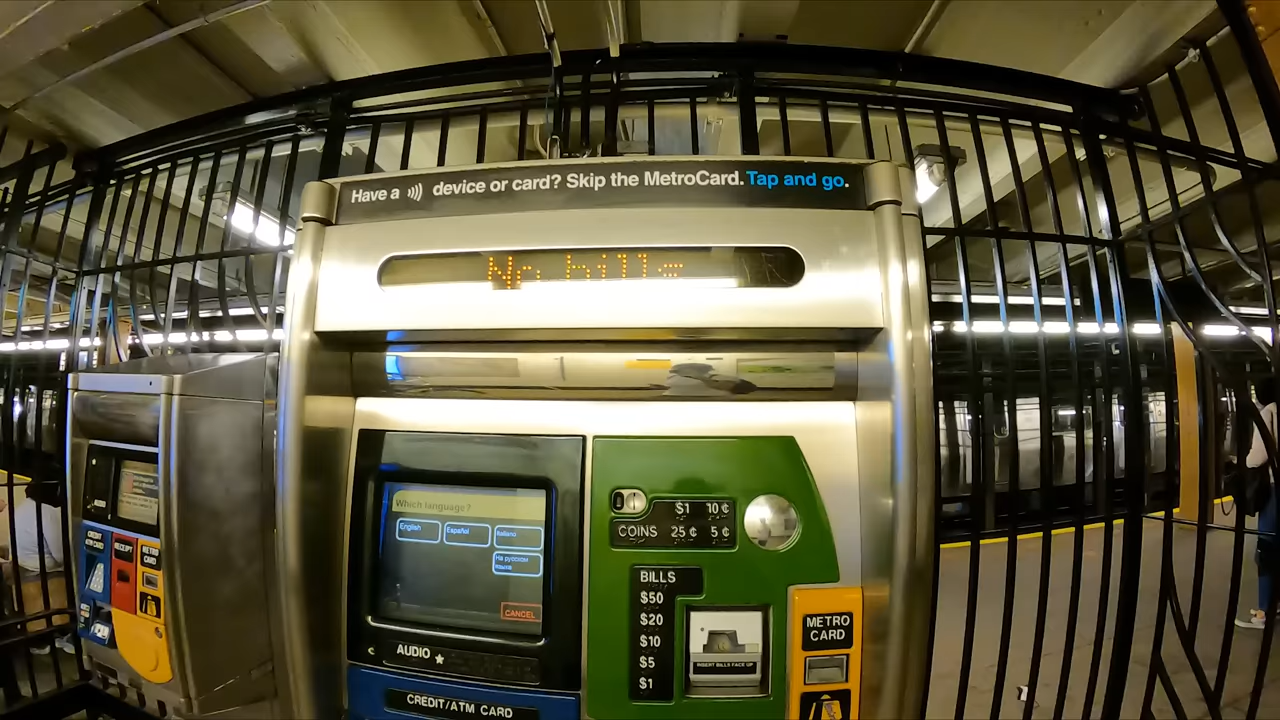 Have a device or card? Skip the MetroCard. Tap and go.
No bills
Which language?
English
Español
Italiano
На русском
языке
CANCEL
AUDIO
CREDIT/ATM CARD
$1 10¢
COINS 25¢ 5¢
BILLS
$50
$20
$10
$5
$1
INSERT BILLS FACE UP
METRO
CARD
CREDIT
ATM CARD
RECEIPT
METRO
CARD